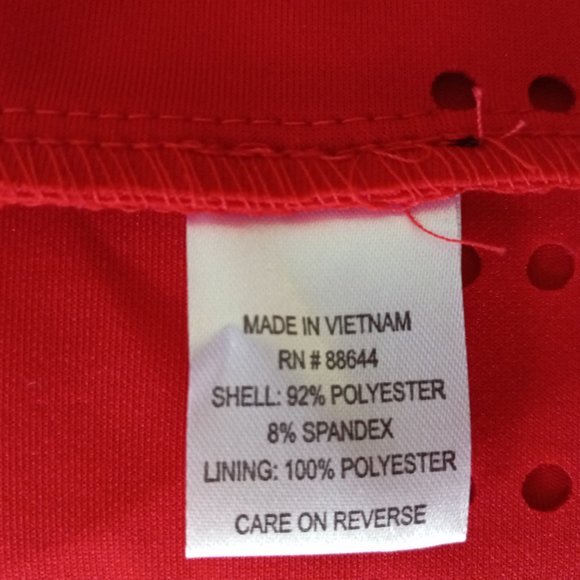 MADE IN VIETNAM
RN # 88644
SHELL: 92% POLYESTER
8% SPANDEX
LINING: 100% POLYESTER
CARE ON REVERSE